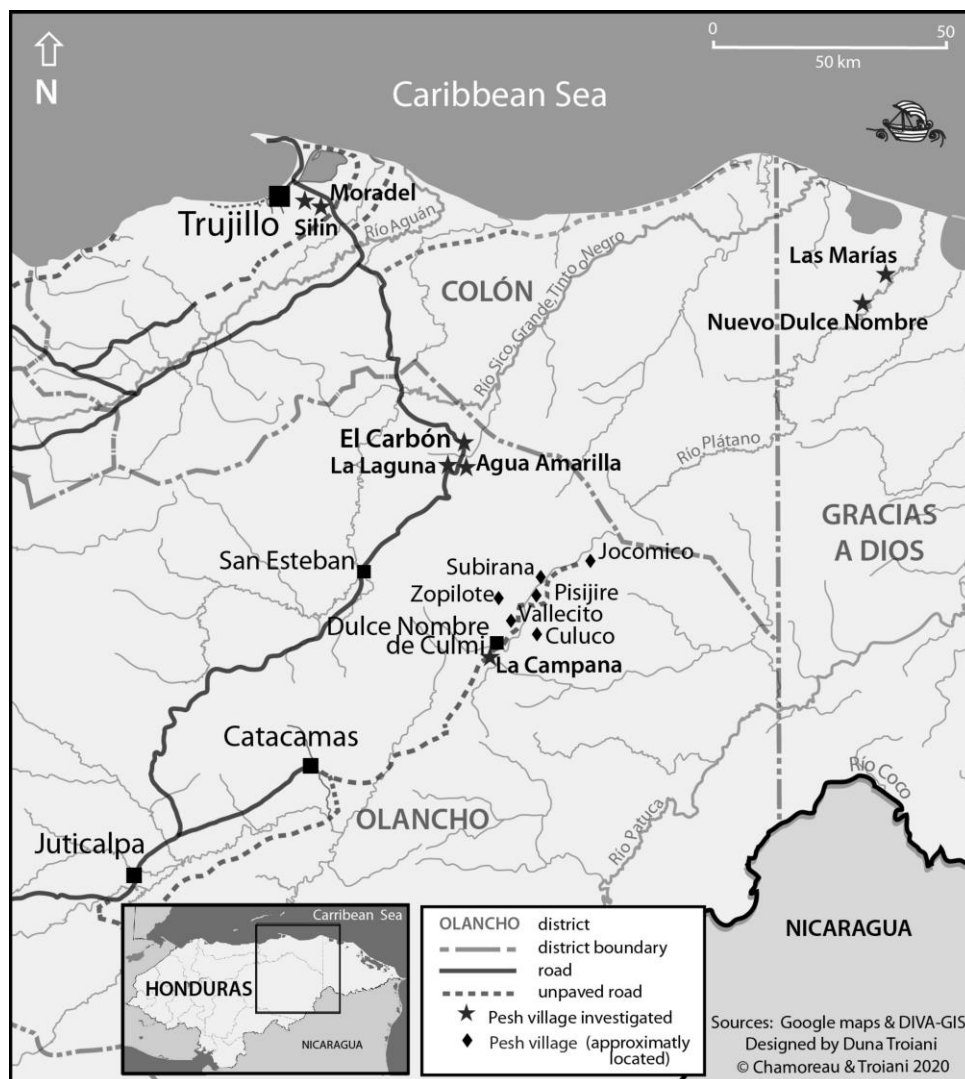 0 50
50 km
N
Caribbean Sea
Moradel
Trujillo
Silín
Río Aguán
COLÓN
Río Sico Grande, Tinto o Negro
Las Marías
Nuevo Dulce Nombre
El Carbón
La Laguna
Agua Amarilla
Río Plátano
GRACIAS
A DIOS
San Esteban
Jocomico
Subirana
Zopilote
Pisijire
Vallecito
Dulce Nombre
de Culmi
Culuco
La Campana
Catacamas
Río Coco
Río Patuca
OLANCHO
Juticalpa
NICARAGUA
Carribean Sea
HONDURAS
NICARAGUA
OLANCHO district
district boundary
road
unpaved road
Pesh village investigated
Pesh village (approximatly
located)
Sources: Google maps & DIVA-GIS
Designed by Duna Troiani
© Chamoreau & Troiani 2020